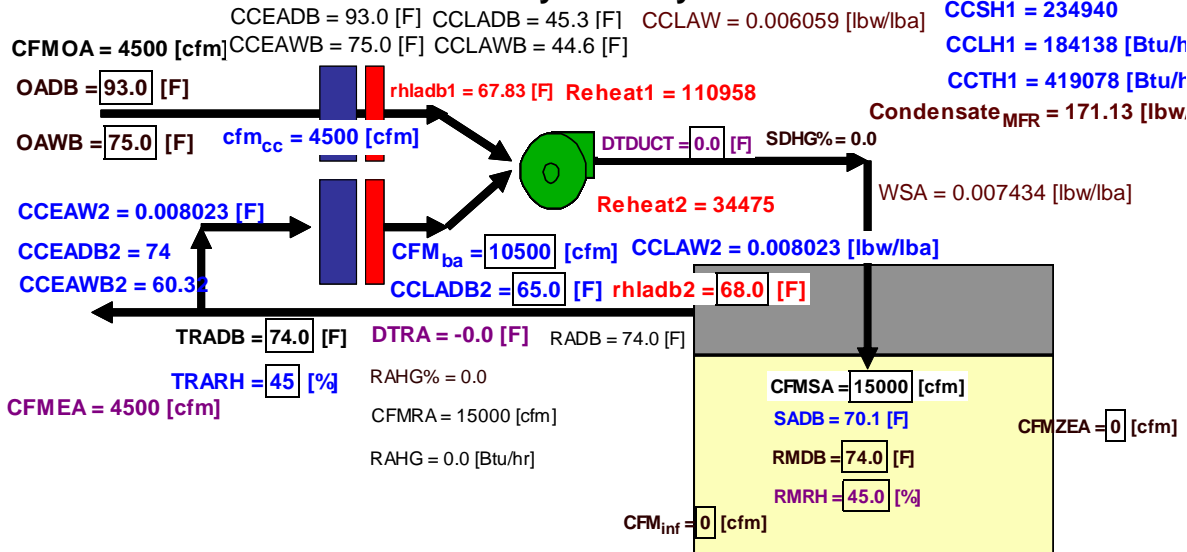 CCEADB = 93.0 [F] CCLADB = 45.3 [F] CCLAW = 0.006059 [lbw/lba] CCSH1 = 234940
CFMOA = 4500 [cfm] CCEAWB = 75.0 [F] CCLAWB = 44.6 [F] CCLH1 = 184138 [Btu/h
CCTH1 = 419078 [Btu/h
OADB = 93.0 [F] rhladb1 = 67.83 [F] Reheat1 = 110958
Condensate MFR = 171.13 [lbw/
OAWB = 75.0 [F] cfm cc = 4500 [cfm] DTDUCT = 0.0 [F] SDHG% = 0.0
WSA = 0.007434 [lbw/lba]
CCEAW2 = 0.008023 [F] Reheat2 = 34475
CCEADB2 = 74 CFM ba = 10500 [cfm] CCLAW2 = 0.008023 [lbw/lba]
CCEAWB2 = 60.32 CCLADB2 = 65.0 [F] rhladb2 = 68.0 [F]
TRADB = 74.0 [F] DTRA = -0.0 [F] RADB = 74.0 [F]
TRARH = 45 [%] RAHG% = 0.0 CFMSA = 15000 [cfm]
CFMEA = 4500 [cfm] CFMRA = 15000 [cfm] SADB = 70.1 [F] CFMZEA = 0 [cfm]
RAHG = 0.0 [Btu/hr] RMDB = 74.0 [F]
RMRH = 45.0 [%]
CFM inf = 0 [cfm]